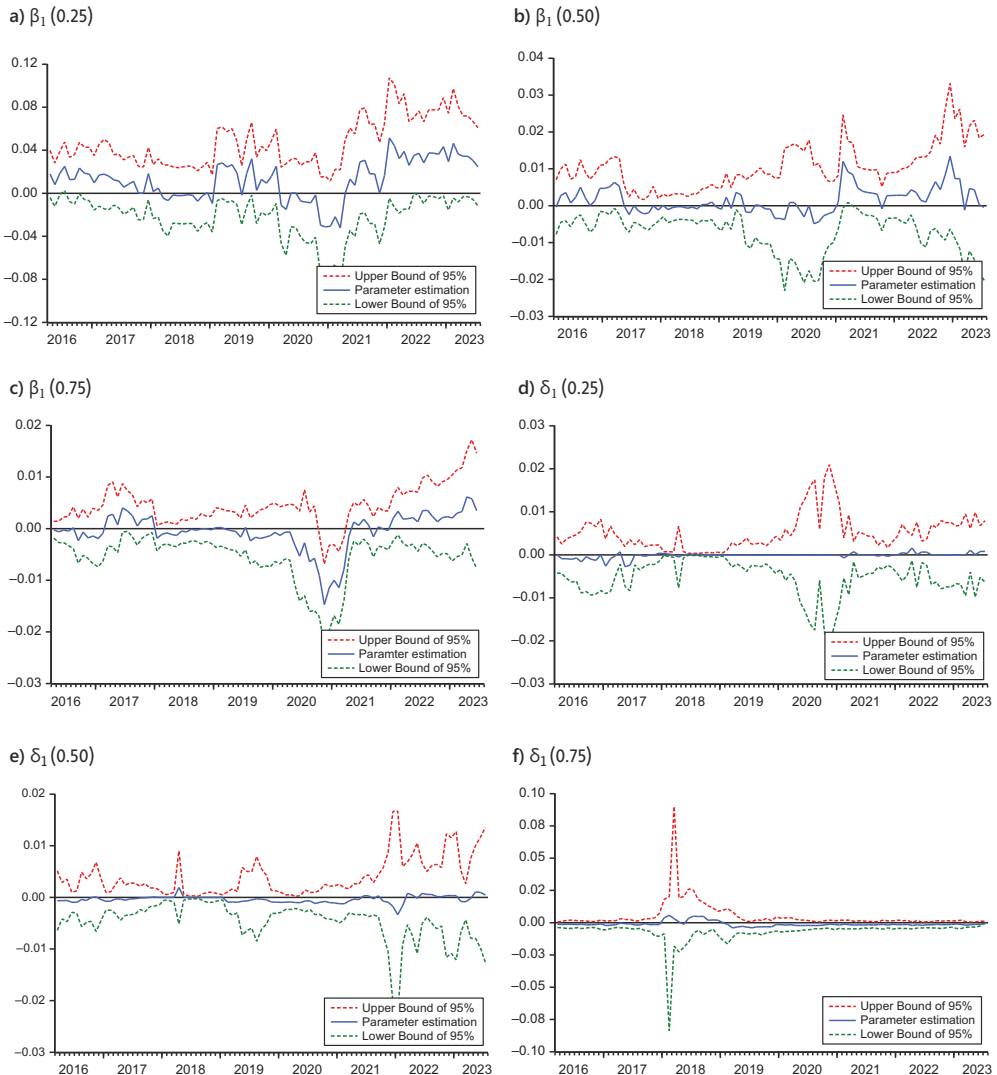 a) β₁ (0.25)
0.12
0.08
0.04
0.00
−0.04
−0.08
−0.12
Upper Bound of 95%
Parameter estimation
Lower Bound of 95%
2016 2017 2018 2019 2020 2021 2022 2023
b) β₁ (0.50)
0.04
0.03
0.02
0.01
0.00
−0.01
−0.02
−0.03
Upper Bound of 95%
Parameter estimation
Lower Bound of 95%
2016 2017 2018 2019 2020 2021 2022 2023
c) β₁ (0.75)
0.02
0.01
0.00
−0.01
−0.02
−0.03
Upper Bound of 95%
Paramter estimation
Lower Bound of 95%
2016 2017 2018 2019 2020 2021 2022 2023
d) δ₁ (0.25)
0.03
0.02
0.01
0.00
−0.01
−0.02
−0.03
Upper Bound of 95%
Parameter estimation
Lower Bound of 95%
2016 2017 2018 2019 2020 2021 2022 2023
e) δ₁ (0.50)
0.02
0.01
0.00
−0.01
−0.02
−0.03
Upper Bound of 95%
Parameter estimation
Lower Bound of 95%
2016 2017 2018 2019 2020 2021 2022 2023
f) δ₁ (0.75)
0.10
0.00
0.05
0.02
0.00
−0.03
−0.05
−0.08
−0.10
Upper Bound of 95%
Parameter estimation
Lower Bound of 95%
2016 2017 2018 2019 2020 2021 2022 2023